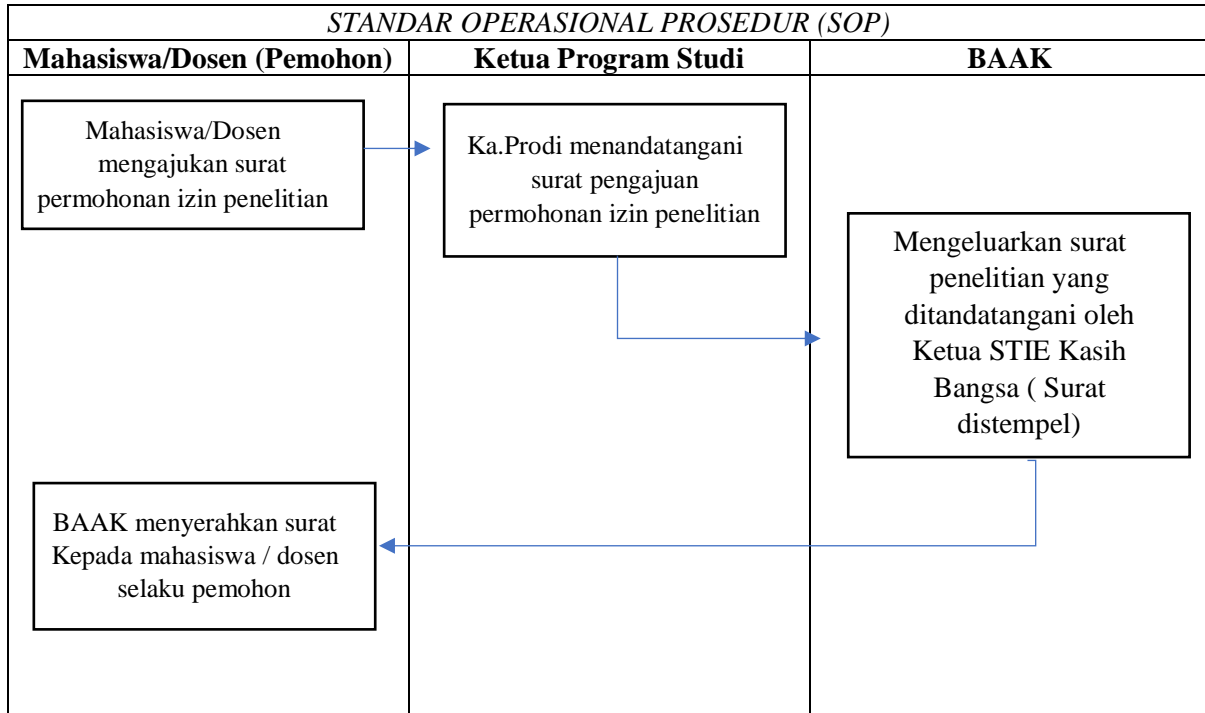 STANDAR OPERASIONAL PROSEDUR (SOP)
Mahasiswa/Dosen (Pemohon)
Ketua Program Studi
BAAK
Mahasiswa/Dosen
mengajukan surat
permohonan izin penelitian
Ka.Prodi menandatangani
surat pengajuan
permohonan izin penelitian
Mengeluarkan surat
penelitian yang
ditandatangani oleh
Ketua STIE Kasih
Bangsa ( Surat
distempel)
BAAK menyerahkan surat
Kepada mahasiswa / dosen
selaku pemohon